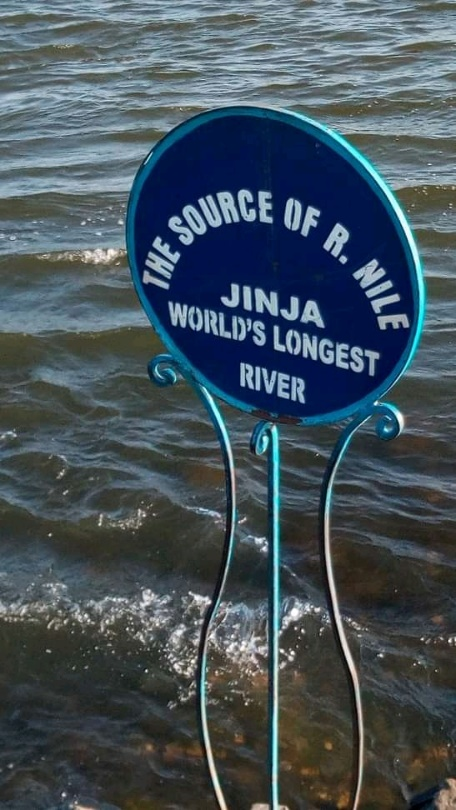 THE SOURCE OF R. NILE
JINJA
WORLD'S LONGEST
RIVER